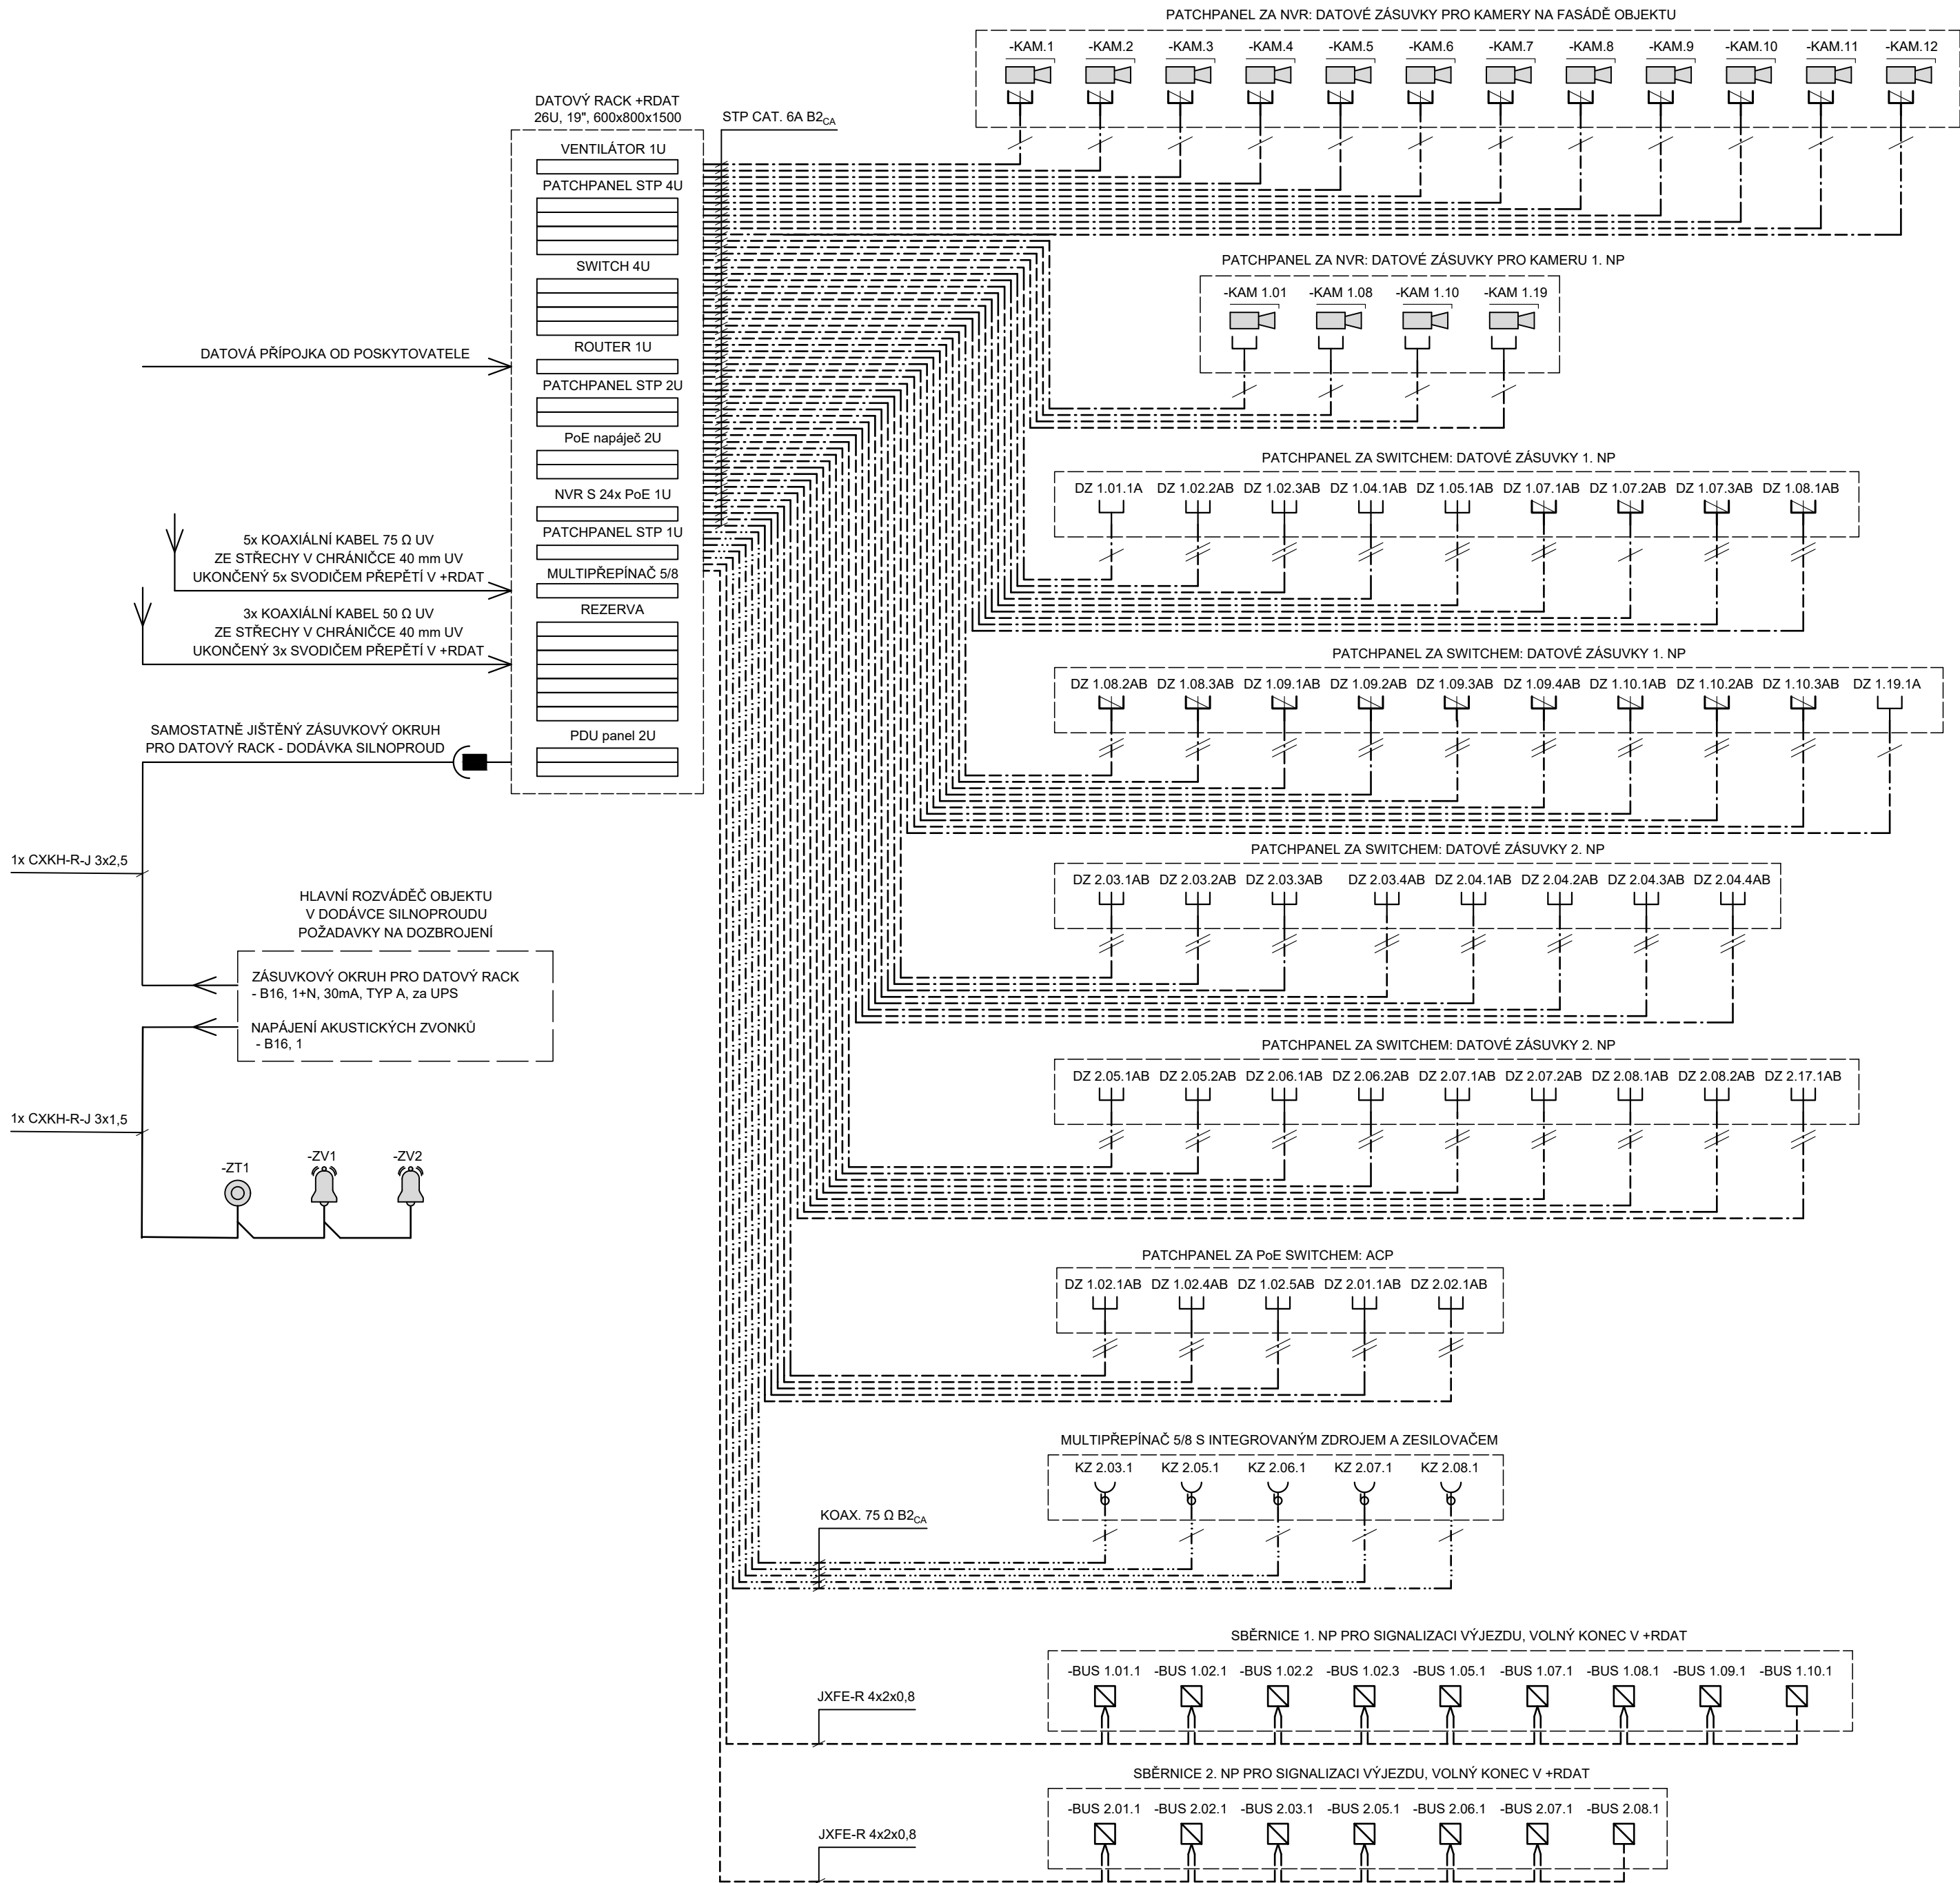 PATCHPANEL ZA NVR: DATOVÉ ZÁSUVKY PRO KAMERY NA FASÁDĚ OBJEKTU
-KAM.1 -KAM.2 -KAM.3 -KAM.4 -KAM.5 -KAM.6 -KAM.7 -KAM.8 -KAM.9 -KAM.10 -KAM.11 -KAM.12
DATOVÝ RACK +RDAT
26U, 19", 600x800x1500
STP CAT. 6A B2CA
VENTILÁTOR 1U
PATCHPANEL STP 4U
SWITCH 4U
ROUTER 1U
PATCHPANEL STP 2U
PoE napáječ 2U
NVR S 24x PoE 1U
PATCHPANEL STP 1U
MULTIPŘEPÍNAČ 5/8
REZERVA
PDU panel 2U
DATOVÁ PŘÍPOJKA OD POSKYTOVATELE
5x KOAXIÁLNÍ KABEL 75 Ω UV
ZE STŘECHY V CHRÁNIČCE 40 mm UV
UKONČENÝ 5x SVODIČEM PŘEPĚTÍ V +RDAT
3x KOAXIÁLNÍ KABEL 50 Ω UV
ZE STŘECHY V CHRÁNIČCE 40 mm UV
UKONČENÝ 3x SVODIČEM PŘEPĚTÍ V +RDAT
SAMOSTATNĚ JIŠTĚNÝ ZÁSUVKOVÝ OKRUH
PRO DATOVÝ RACK - DODÁVKA SILNOPROUD
1x CXKH-R-J 3x2,5
HLAVNÍ ROZVÁDĚČ OBJEKTU
V DODÁVCE SILNOPROUDU
POŽADAVKY NA DOZBROJENÍ
ZÁSUVKOVÝ OKRUH PRO DATOVÝ RACK
- B16, 1+N, 30mA, TYP A, za UPS
NAPÁJENÍ AKUSTICKÝCH ZVONKŮ
- B16, 1
1x CXKH-R-J 3x1,5
-ZT1 -ZV1 -ZV2
PATCHPANEL ZA NVR: DATOVÉ ZÁSUVKY PRO KAMERU 1. NP
-KAM 1.01 -KAM 1.08 -KAM 1.10 -KAM 1.19
PATCHPANEL ZA SWITCHEM: DATOVÉ ZÁSUVKY 1. NP
DZ 1.01.1A DZ 1.02.2AB DZ 1.02.3AB DZ 1.04.1AB DZ 1.05.1AB DZ 1.07.1AB DZ 1.07.2AB DZ 1.07.3AB DZ 1.08.1AB
PATCHPANEL ZA SWITCHEM: DATOVÉ ZÁSUVKY 1. NP
DZ 1.08.2AB DZ 1.08.3AB DZ 1.09.1AB DZ 1.09.2AB DZ 1.09.3AB DZ 1.09.4AB DZ 1.10.1AB DZ 1.10.2AB DZ 1.10.3AB DZ 1.19.1A
PATCHPANEL ZA SWITCHEM: DATOVÉ ZÁSUVKY 2. NP
DZ 2.03.1AB DZ 2.03.2AB DZ 2.03.3AB DZ 2.03.4AB DZ 2.04.1AB DZ 2.04.2AB DZ 2.04.3AB DZ 2.04.4AB
PATCHPANEL ZA SWITCHEM: DATOVÉ ZÁSUVKY 2. NP
DZ 2.05.1AB DZ 2.05.2AB DZ 2.06.1AB DZ 2.06.2AB DZ 2.07.1AB DZ 2.07.2AB DZ 2.08.1AB DZ 2.08.2AB DZ 2.17.1AB
PATCHPANEL ZA PoE SWITCHEM: ACP
DZ 1.02.1AB DZ 1.02.4AB DZ 1.02.5AB DZ 2.01.1AB DZ 2.02.1AB
MULTIPŘEPÍNAČ 5/8 S INTEGROVANÝM ZDROJEM A ZESILOVAČEM
KZ 2.03.1 KZ 2.05.1 KZ 2.06.1 KZ 2.07.1 KZ 2.08.1
KOAX. 75 Ω B2CA
SBĚRNICE 1. NP PRO SIGNALIZACI VÝJEZDU, VOLNÝ KONEC V +RDAT
-BUS 1.01.1 -BUS 1.02.1 -BUS 1.02.2 -BUS 1.02.3 -BUS 1.05.1 -BUS 1.07.1 -BUS 1.08.1 -BUS 1.09.1 -BUS 1.10.1
JXFE-R 4x2x0,8
SBĚRNICE 2. NP PRO SIGNALIZACI VÝJEZDU, VOLNÝ KONEC V +RDAT
-BUS 2.01.1 -BUS 2.02.1 -BUS 2.03.1 -BUS 2.05.1 -BUS 2.06.1 -BUS 2.07.1 -BUS 2.08.1
JXFE-R 4x2x0,8